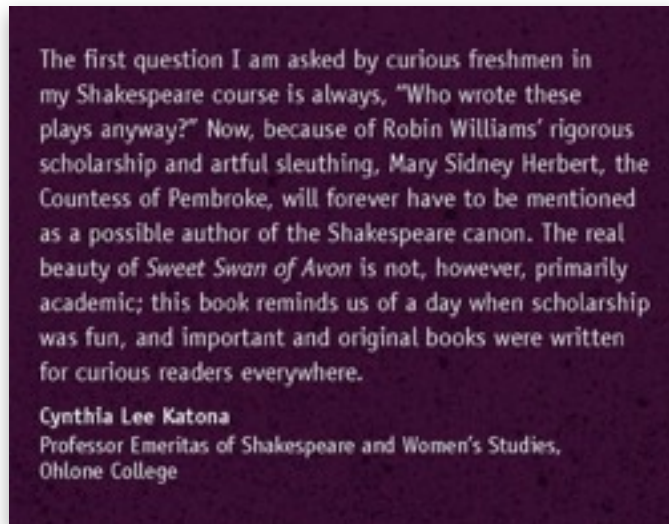 The first question I am asked by curious freshmen in
my Shakespeare course is always, “Who wrote these
plays anyway?” Now, because of Robin Williams’ rigorous
scholarship and artful sleuthing, Mary Sidney Herbert, the
Countess of Pembroke, will forever have to be mentioned
as a possible author of the Shakespeare canon. The real
beauty of Sweet Swan of Avon is not, however, primarily
academic; this book reminds us of a day when scholarship
was fun, and important and original books were written
for curious readers everywhere.
Cynthia Lee Katona
Professor Emeritas of Shakespeare and Women’s Studies,
Ohlone College